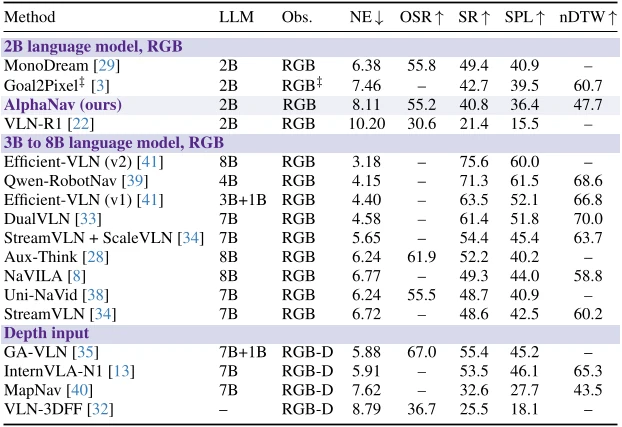 Method LLM Obs. NE↓ OSR↑ SR↑ SPL↑ nDTW↑
2B language model, RGB
MonoDream [29] 2B RGB 6.38 55.8 49.4 40.9 –
Goal2Pixel‡ [3] 2B RGB‡ 7.46 – 42.7 39.5 60.7
AlphaNav (ours) 2B RGB 8.11 55.2 40.8 36.4 47.7
VLN-R1 [22] 2B RGB 10.20 30.6 21.4 15.5 –
3B to 8B language model, RGB
Efficient-VLN (v2) [41] 8B RGB 3.18 – 75.6 60.0 –
Qwen-RobotNav [39] 4B RGB 4.15 – 71.3 61.5 68.6
Efficient-VLN (v1) [41] 3B+1B RGB 4.40 – 63.5 52.1 66.8
DualVLN [33] 7B RGB 4.58 – 61.4 51.8 70.0
StreamVLN + ScaleVLN [34] 7B RGB 5.65 – 54.4 45.4 63.7
Aux-Think [28] 8B RGB 6.24 61.9 52.2 40.2 –
NaVILA [8] 8B RGB 6.77 – 49.3 44.0 58.8
Uni-NaVid [38] 7B RGB 6.24 55.5 48.7 40.9 –
StreamVLN [34] 7B RGB 6.72 – 48.6 42.5 60.2
Depth input
GA-VLN [35] 7B+1B RGB-D 5.88 67.0 55.4 45.2 –
InternVLA-N1 [13] 7B RGB-D 5.91 – 53.5 46.1 65.3
MapNav [40] 7B RGB-D 7.62 – 32.6 27.7 43.5
VLN-3DFF [32] – RGB-D 8.79 36.7 25.5 18.1 –